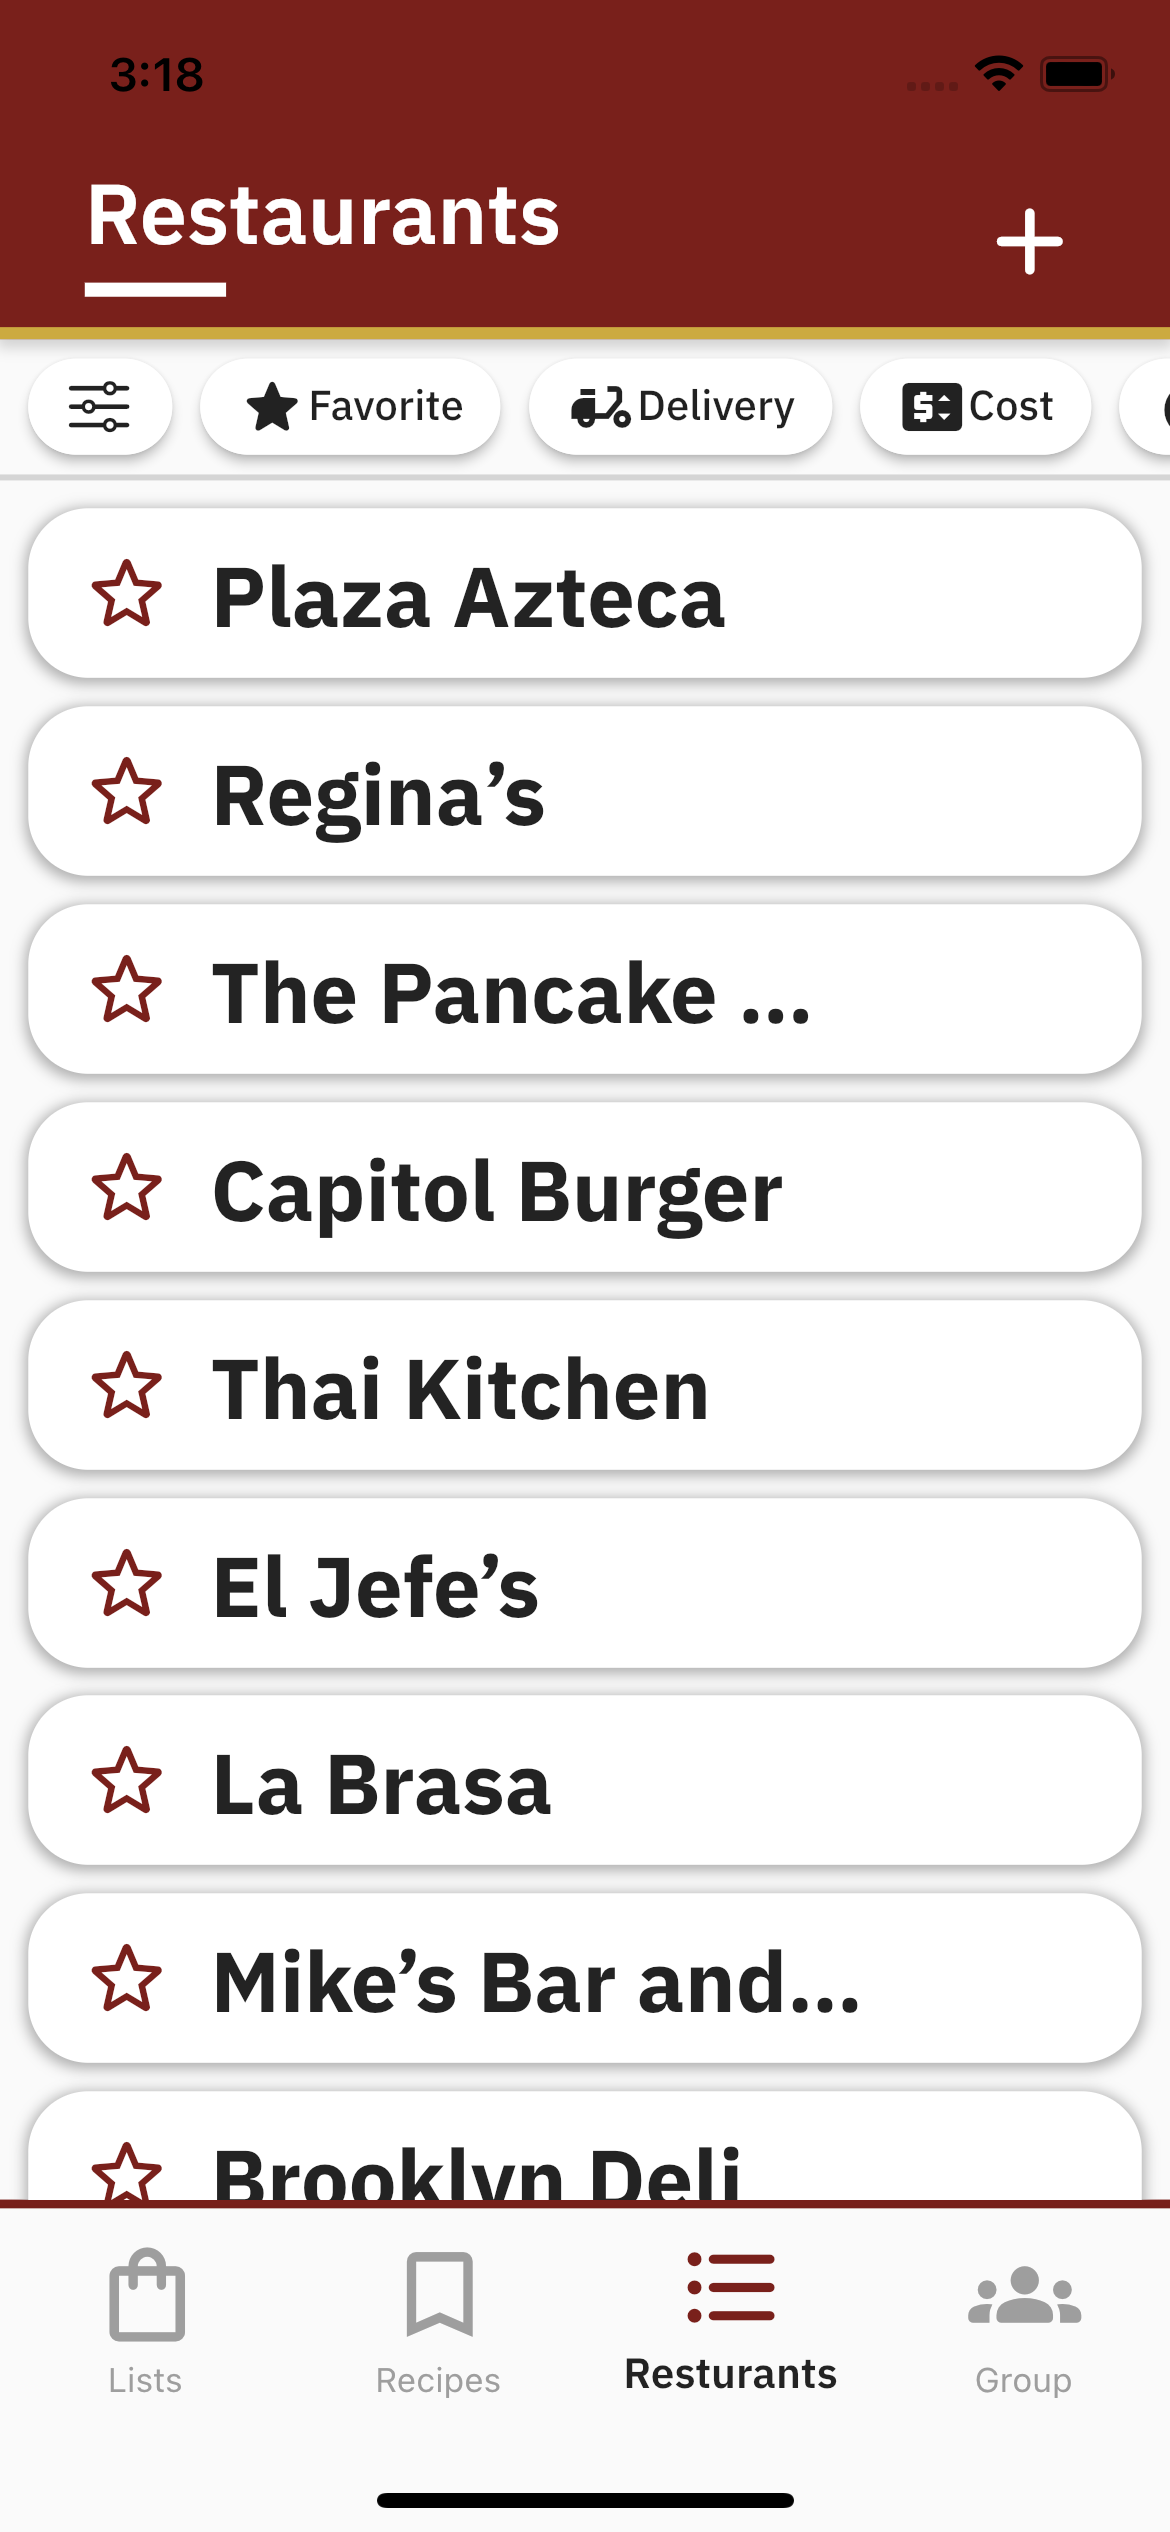 3:18
Restaurants
Favorite
Delivery
Cost
Plaza Azteca
Regina’s
The Pancake ...
Capitol Burger
Thai Kitchen
El Jefe’s
La Brasa
Mike’s Bar and...
Brooklyn Deli
Lists
Recipes
Resturants
Group